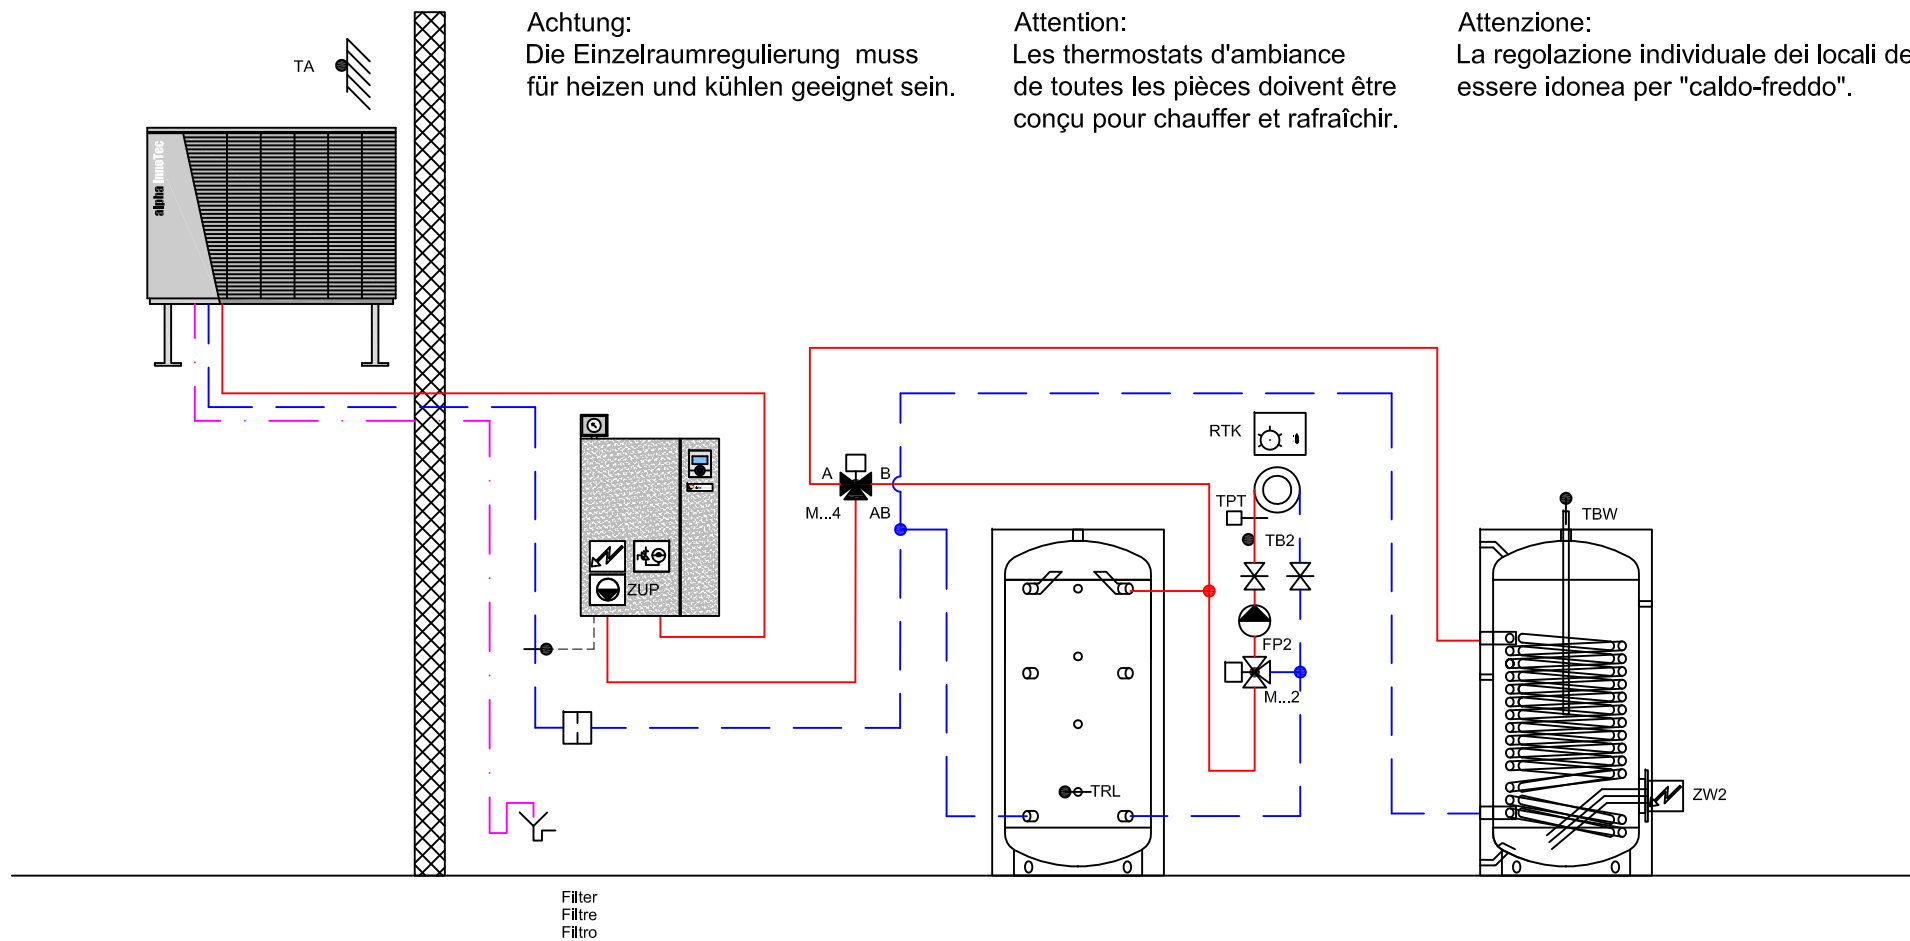 Achtung:
Die Einzelraumregulierung muss
für heizen und kühlen geeignet sein.
Attention:
Les thermostats d'ambiance
de toutes les pièces doivent être
conçu pour chauffer et rafraîchir.
Attenzione:
La regolazione individuale dei locali de
essere idonea per "caldo-freddo".
TA
alpha InnoTec
RTK
A
B
M...4
AB
TPT
TB2
TBW
ZUP
FP2
M...2
TRL
ZW2
Filter
Filtre
Filtro